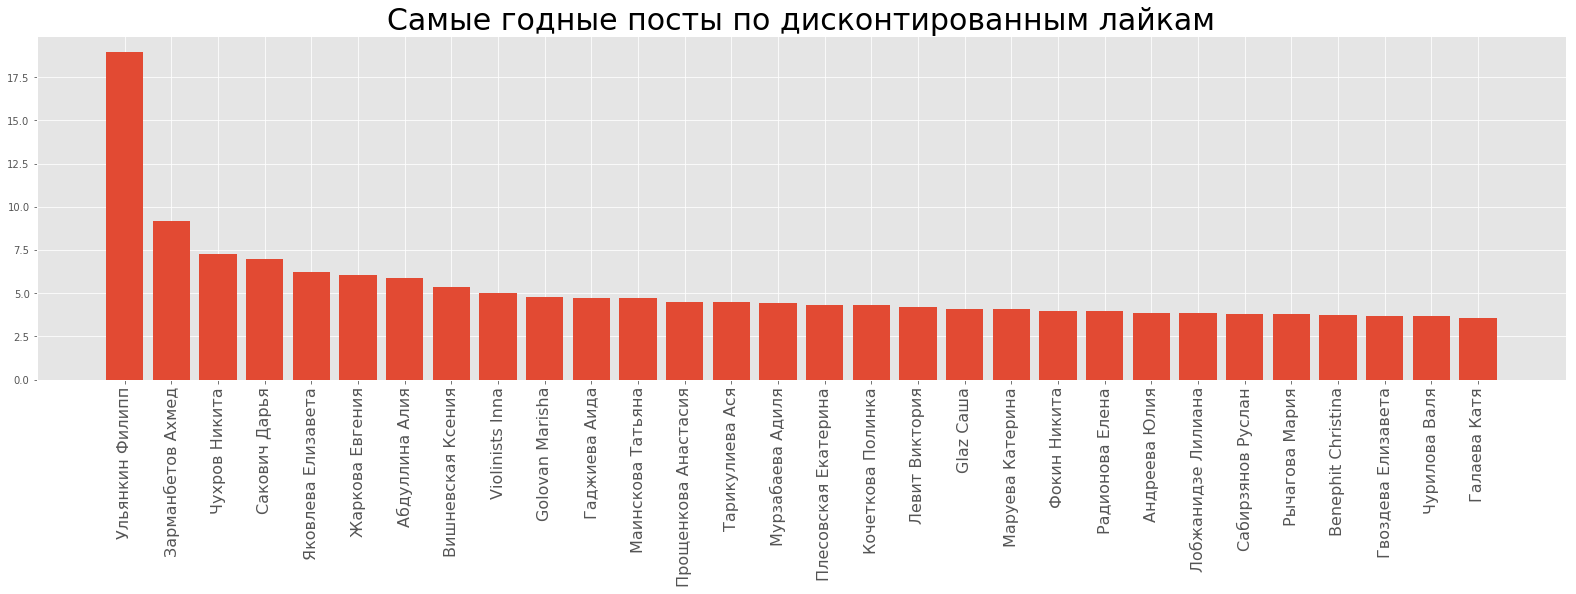 Самые годные посты по дисконтированным лайкам
17.5
15.0
12.5
10.0
7.5
5.0
2.5
0.0
Ульянкин Филипп
Зарманбетов Ахмед
Чухров Никита
Сакович Дарья
Яковлева Елизавета
Жаркова Евгения
Абдуллина Алия
Вишневская Ксения
Violinists Inna
Golovan Marisha
Гаджиева Аида
Маинскова Татьяна
Прощенкова Анастасия
Тарикулиева Ася
Мурзабаева Адиля
Плесовская Екатерина
Кочеткова Полинка
Левит Виктория
Glaz Саша
Маруева Катерина
Фокин Никита
Радионова Елена
Андреева Юлия
Лобжанидзе Лилиана
Сабирзянов Руслан
Рычагова Мария
Benephit Christina
Гвоздева Елизавета
Чурилова Валя
Галаева Катя